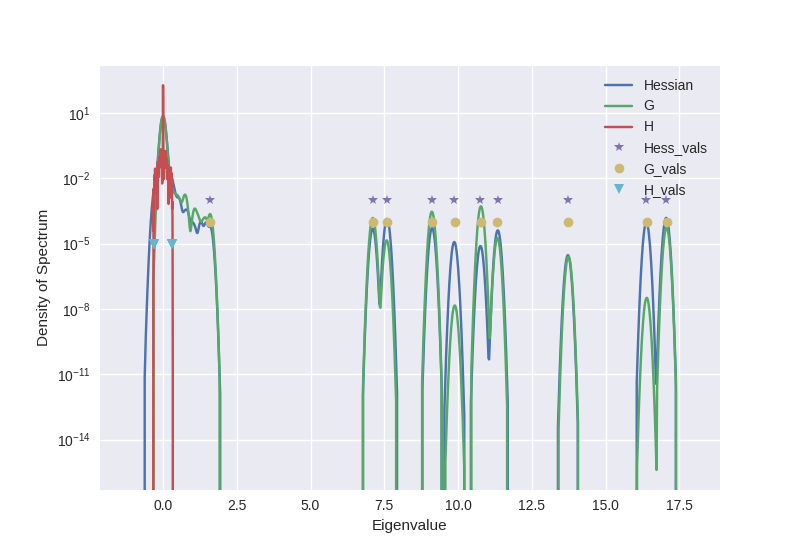 Density of Spectrum
10^1
10^-2
10^-5
10^-8
10^-11
10^-14
0.0 2.5 5.0 7.5 10.0 12.5 15.0 17.5
Eigenvalue
Hessian
G
H
Hess_vals
G_vals
H_vals